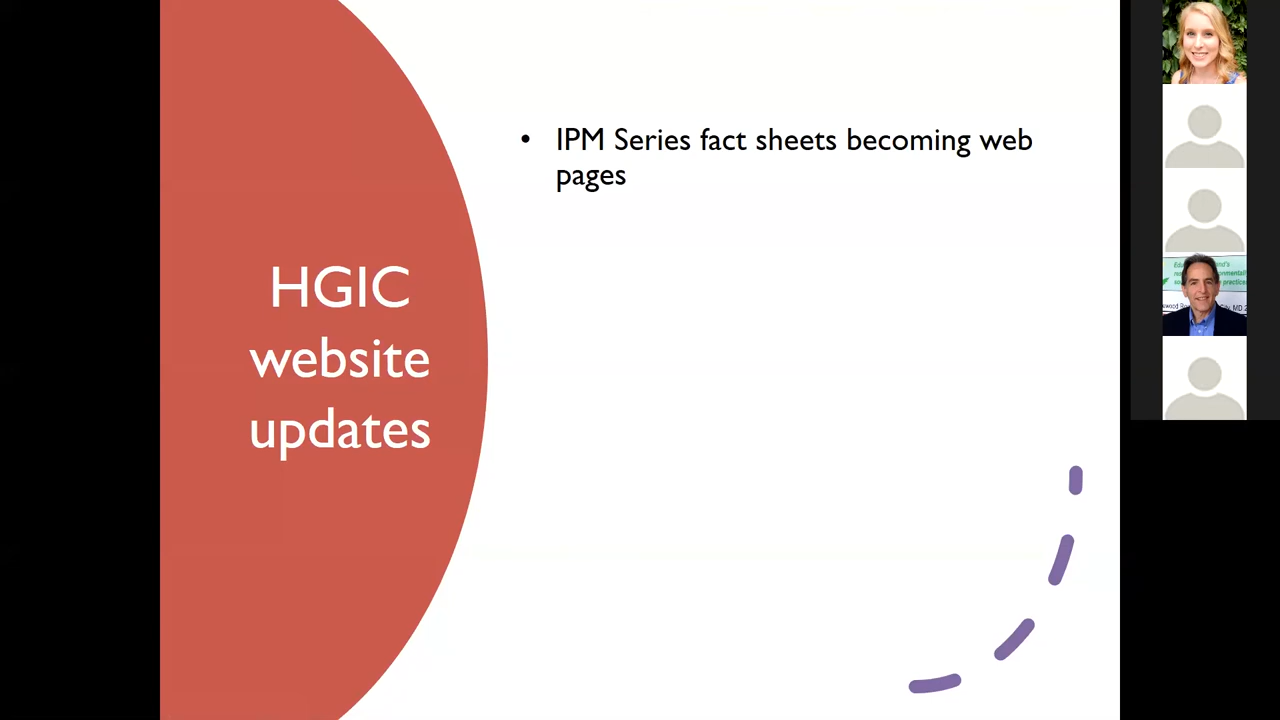 HGIC
website
updates
• IPM Series fact sheets becoming web
pages